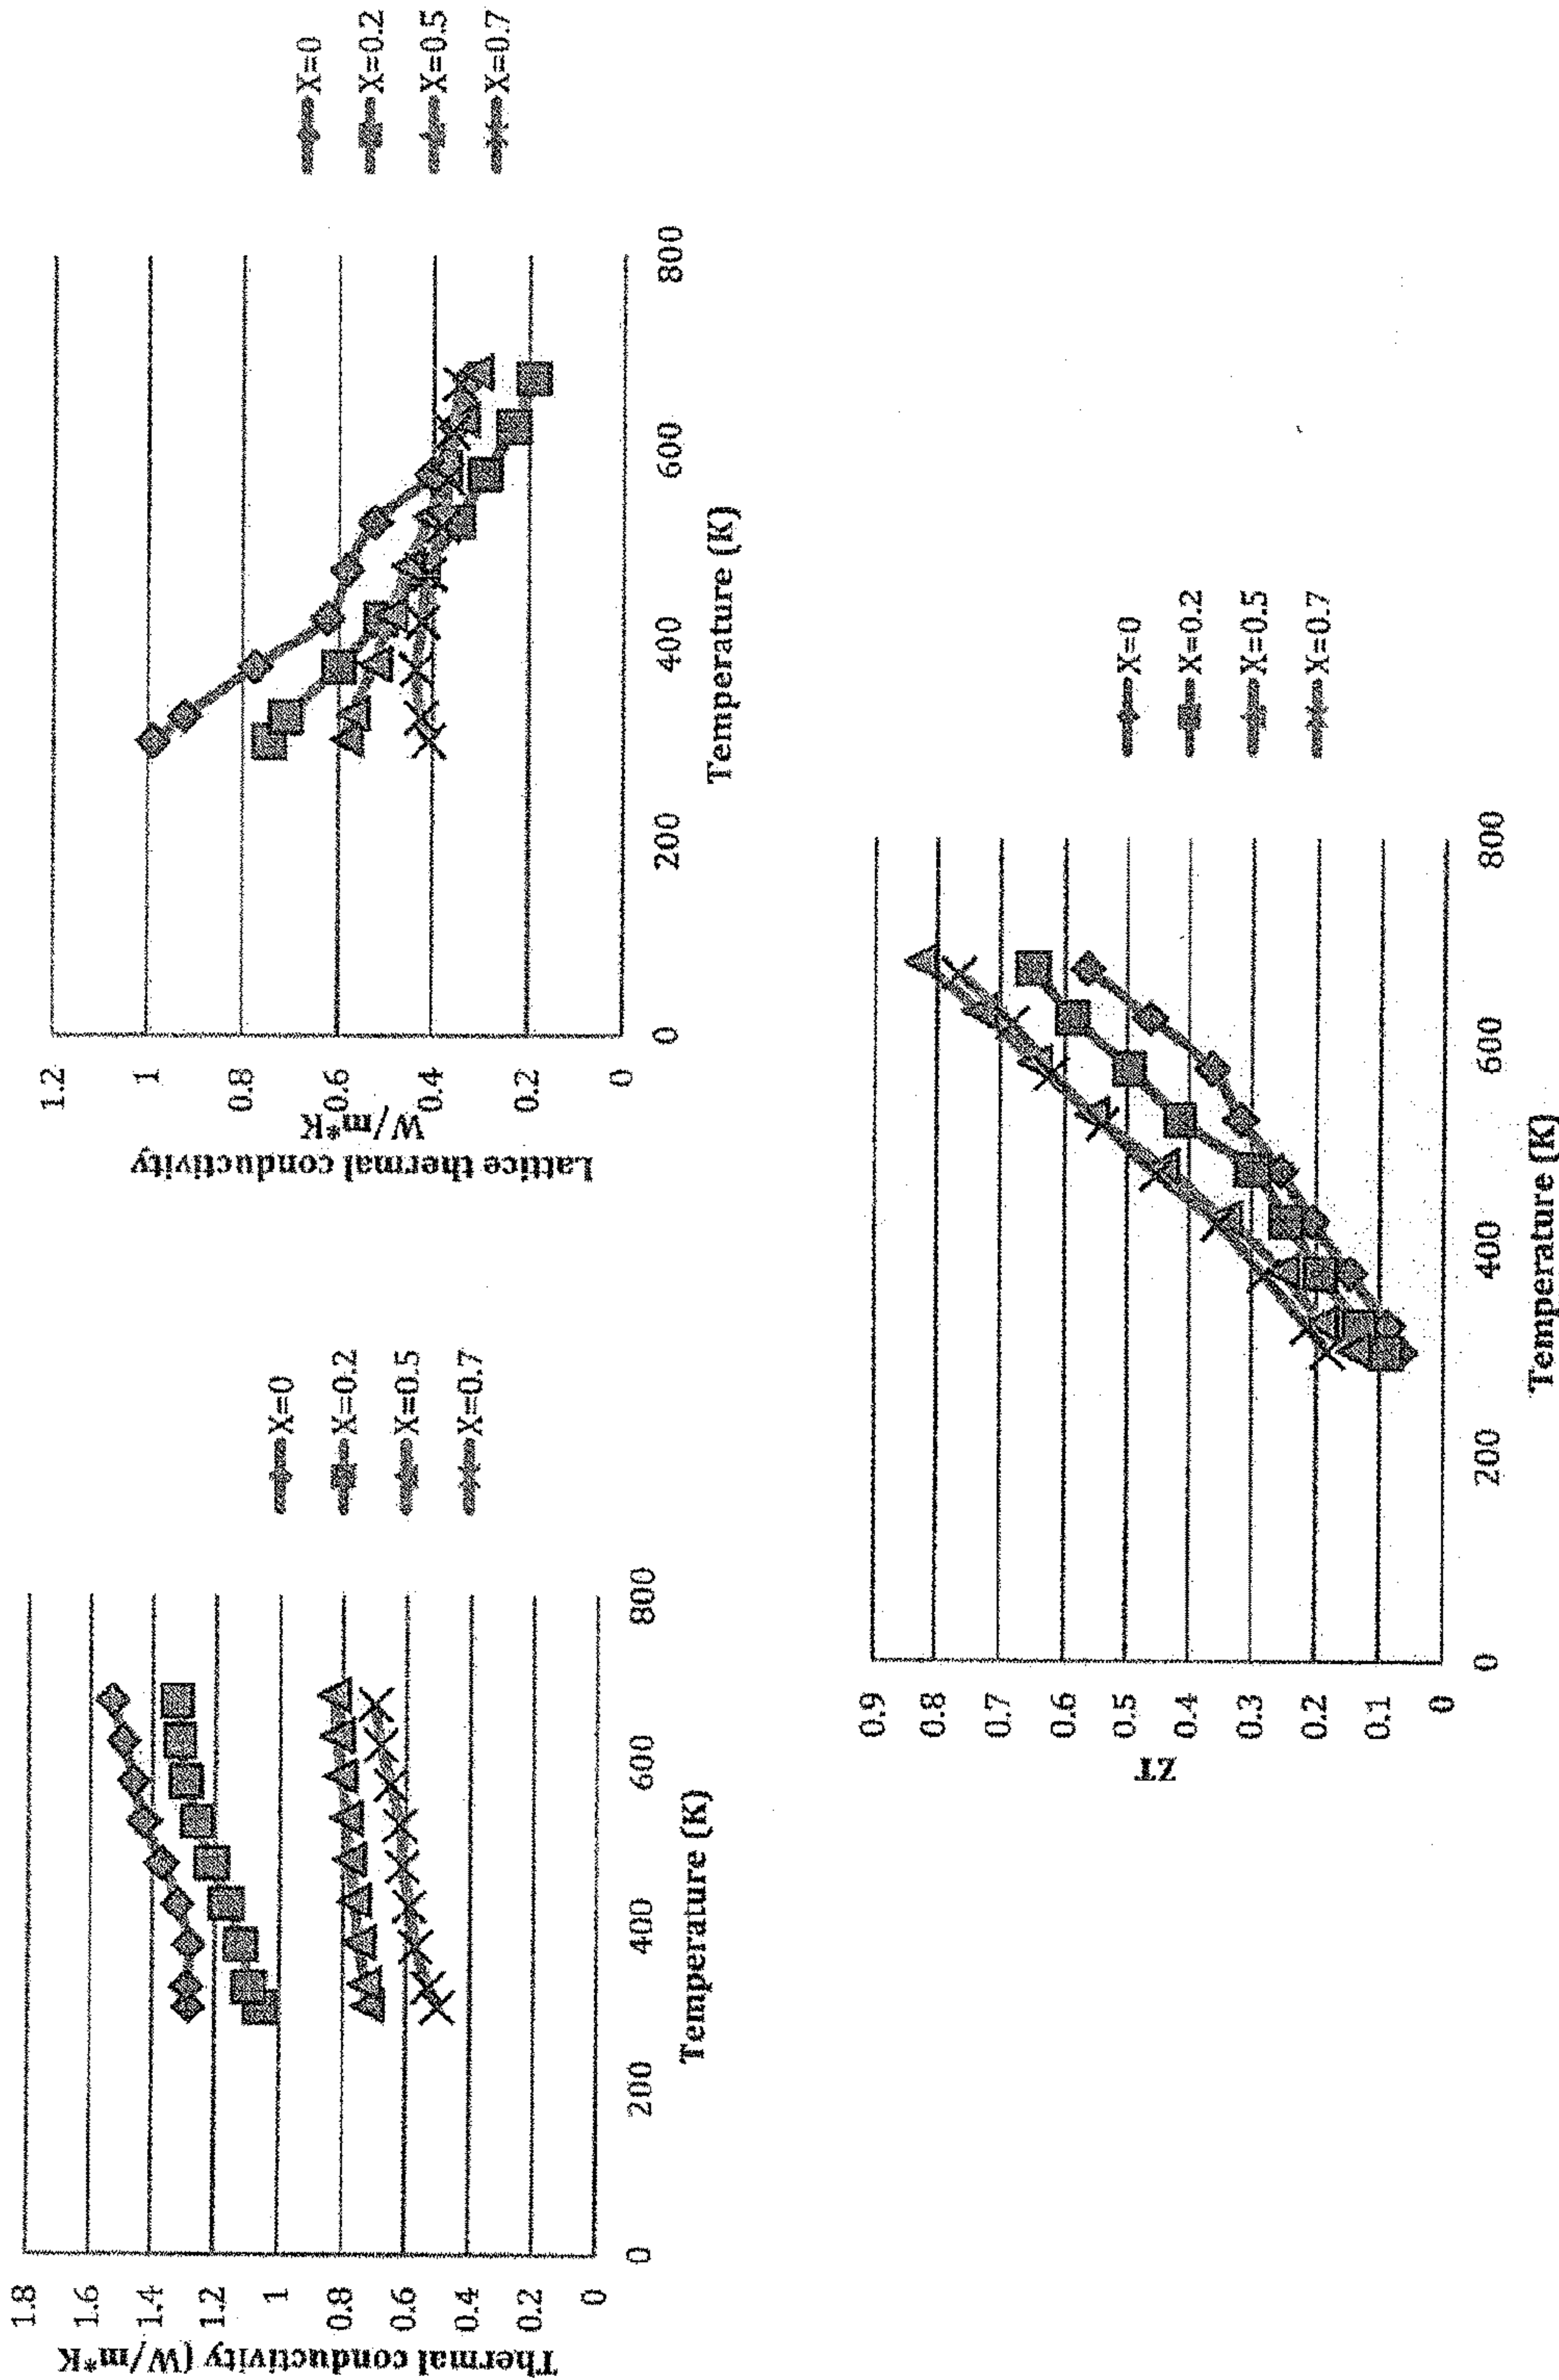 Thermal conductivity (W/m*K
1.8
1.6
1.4
1.2
1
0.8
0.6
0.4
0.2
0
0
200
400
600
800
Temperature (K)
X=0
X=0.2
X=0.5
X=0.7
Lattice thermal conductivity
W/m*K
1.2
1
0.8
0.6
0.4
0.2
0
0
200
400
600
800
Temperature (K)
X=0
X=0.2
X=0.5
X=0.7
ZT
0.9
0.8
0.7
0.6
0.5
0.4
0.3
0.2
0.1
0
0
200
400
600
800
Temperature (K)
X=0
X=0.2
X=0.5
X=0.7